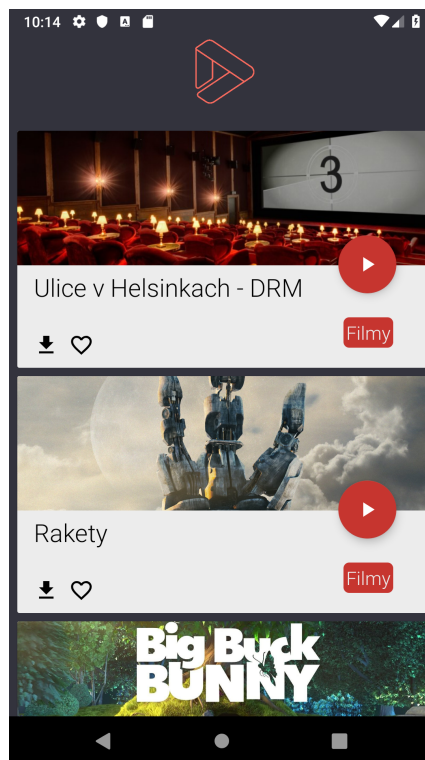 10:14
3
Ulice v Helsinkach - DRM
Filmy
Rakety
Filmy
Big Buck
BUNNY